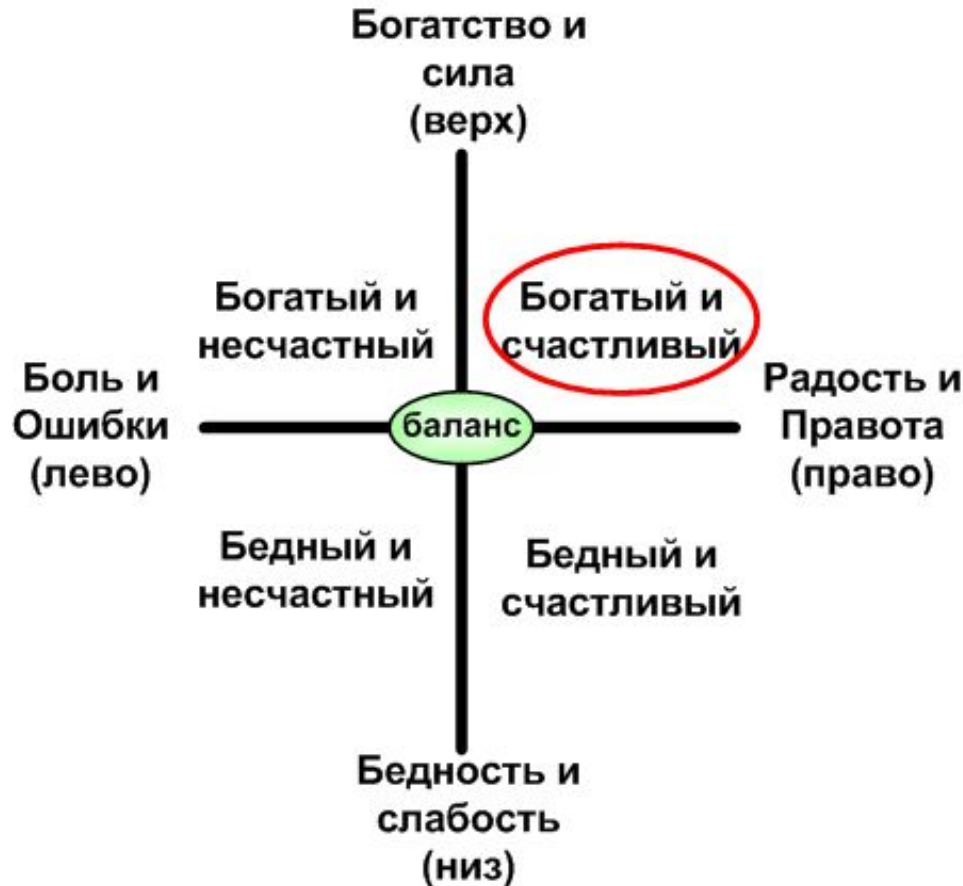 Богатство и
сила
(верх)
Богатый и
несчастный
Богатый и
счастливый
Боль и
Ошибки
(лево)
баланс
Радость и
Правота
(право)
Бедный и
несчастный
Бедный и
счастливый
Бедность и
слабость
(низ)